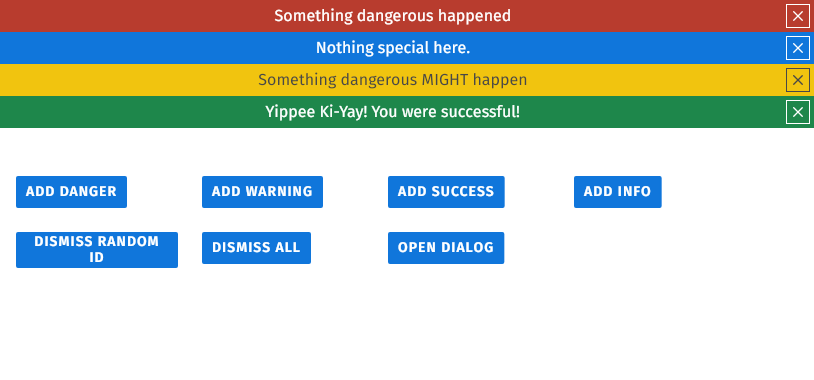 Something dangerous happened
Nothing special here.
Something dangerous MIGHT happen
Yippee Ki-Yay! You were successful!
ADD DANGER
ADD WARNING
ADD SUCCESS
ADD INFO
DISMISS RANDOM
ID
DISMISS ALL
OPEN DIALOG